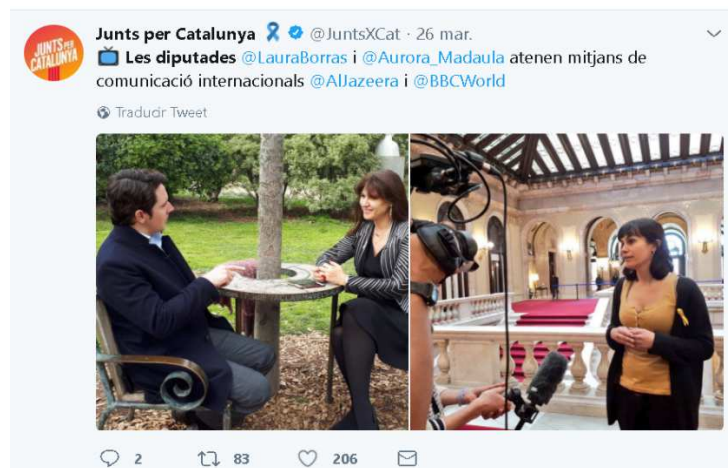 Junts per Catalunya @JuntsXCat · 26 mar.
Les diputades @LauraBorras i @Aurora_Madaula atenen mitjans de
comunicació internacionals @AlJazeera i @BBCWorld
Traducir Tweet
JUNTS PER
CATALUNYA
2 83 206